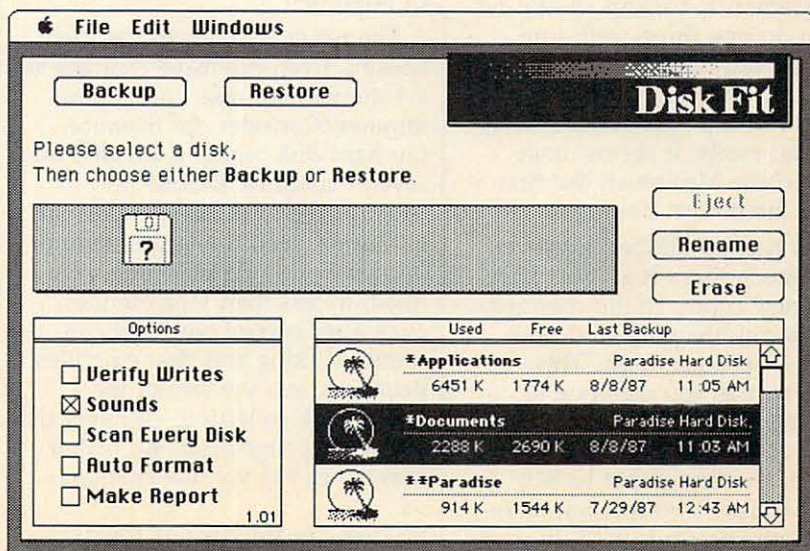 File Edit Windows
Backup Restore
Disk Fit
Please select a disk,
Then choose either Backup or Restore.
?
Eject
Rename
Erase
Options
Verify Writes
Sounds
Scan Every Disk
Auto Format
Make Report
1.01
Used Free Last Backup
*Applications Paradise Hard Disk
6451 K 1774 K 8/8/87 11:05 AM
*Documents Paradise Hard Disk
2288 K 2690 K 8/8/87 11:03 AM
**Paradise Paradise Hard Disk
914 K 1544 K 7/29/87 12:43 AM